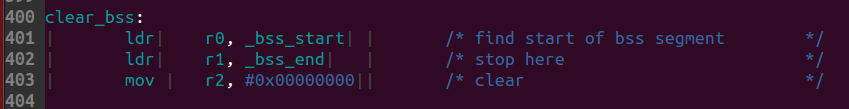 400 clear_bss:
401 |       ldr|    r0, _bss_start| |       /* find start of bss segment        */
402 |       ldr|    r1, _bss_end|   |       /* stop here                        */
403 |       mov |   r2, #0x00000000||       /* clear                            */
404